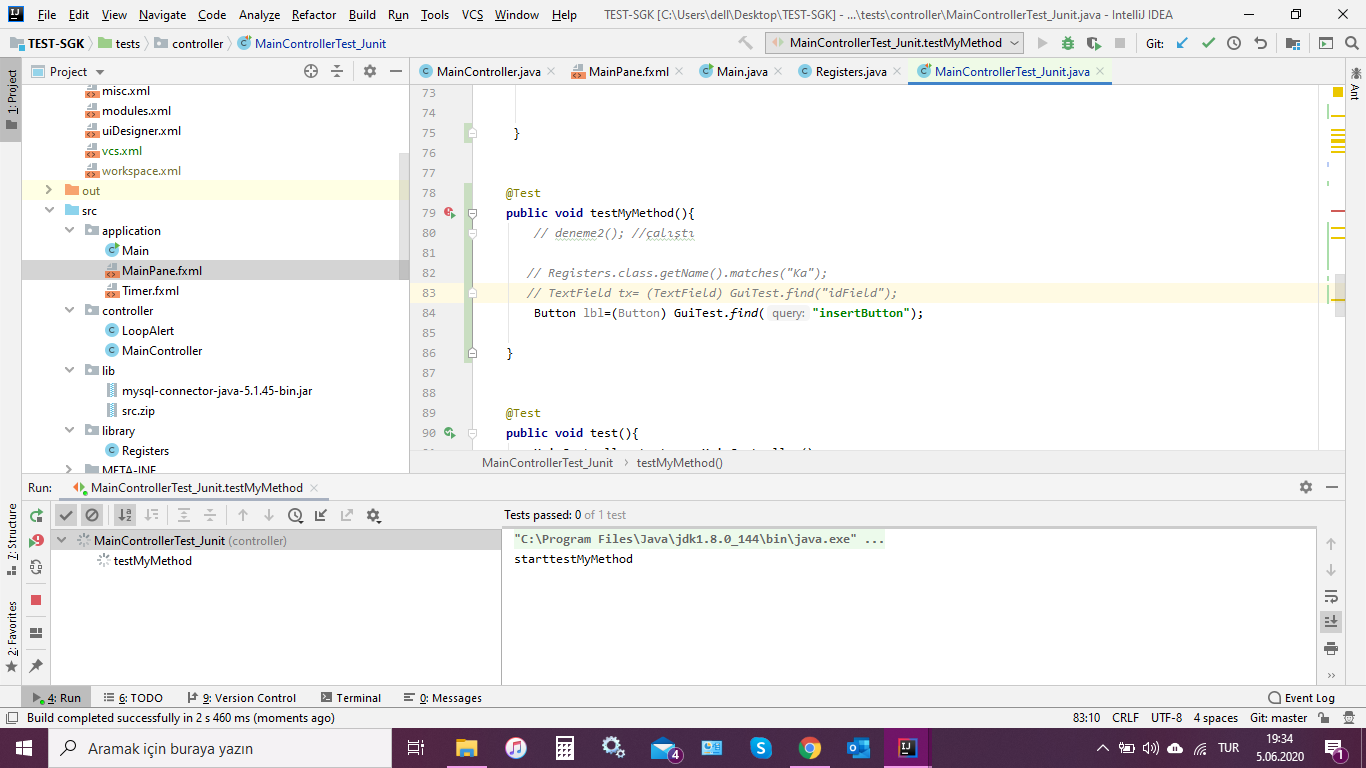 File Edit View Navigate Code Analyze Refactor Build Run Tools VCS Window Help TEST-SGK [C:\Users\dell\Desktop\TEST-SGK] - ...\tests\controller\MainControllerTest_Junit.java - IntelliJ IDEA
TEST-SGK tests controller MainControllerTest_Junit MainControllerTest_Junit.testMyMethod Git:
1: Project
Project
MainController.java MainPane.fxml Main.java Registers.java MainControllerTest_Junit.java
Ant
misc.xml
modules.xml
uiDesigner.xml
vcs.xml
workspace.xml
out
src
application
Main
MainPane.fxml
Timer.fxml
controller
LoopAlert
MainController
lib
mysql-connector-java-5.1.45-bin.jar
src.zip
library
Registers
META-INF
73
74
75 }
76
77
78 @Test
79 public void testMyMethod(){
80 // deneme2(); //çalıştı
81
82 // Registers.class.getName().matches("Ka");
83 // TextField tx= (TextField) GuiTest.find("idField");
84 Button lbl=(Button) GuiTest.find( query: "insertButton");
85
86 }
87
88
89 @Test
90 public void test(){
MainControllerTest_Junit testMyMethod()
Run: MainControllerTest_Junit.testMyMethod
7: Structure
2: Favorites
Tests passed: 0 of 1 test
MainControllerTest_Junit (controller)
testMyMethod
"C:\Program Files\Java\jdk1.8.0_144\bin\java.exe" ...
starttestMyMethod
4: Run 6: TODO 9: Version Control Terminal 0: Messages Event Log
Build completed successfully in 2 s 460 ms (moments ago) 83:10 CRLF UTF-8 4 spaces Git: master
Aramak için buraya yazın
4
TUR
19:34
5.06.2020
1